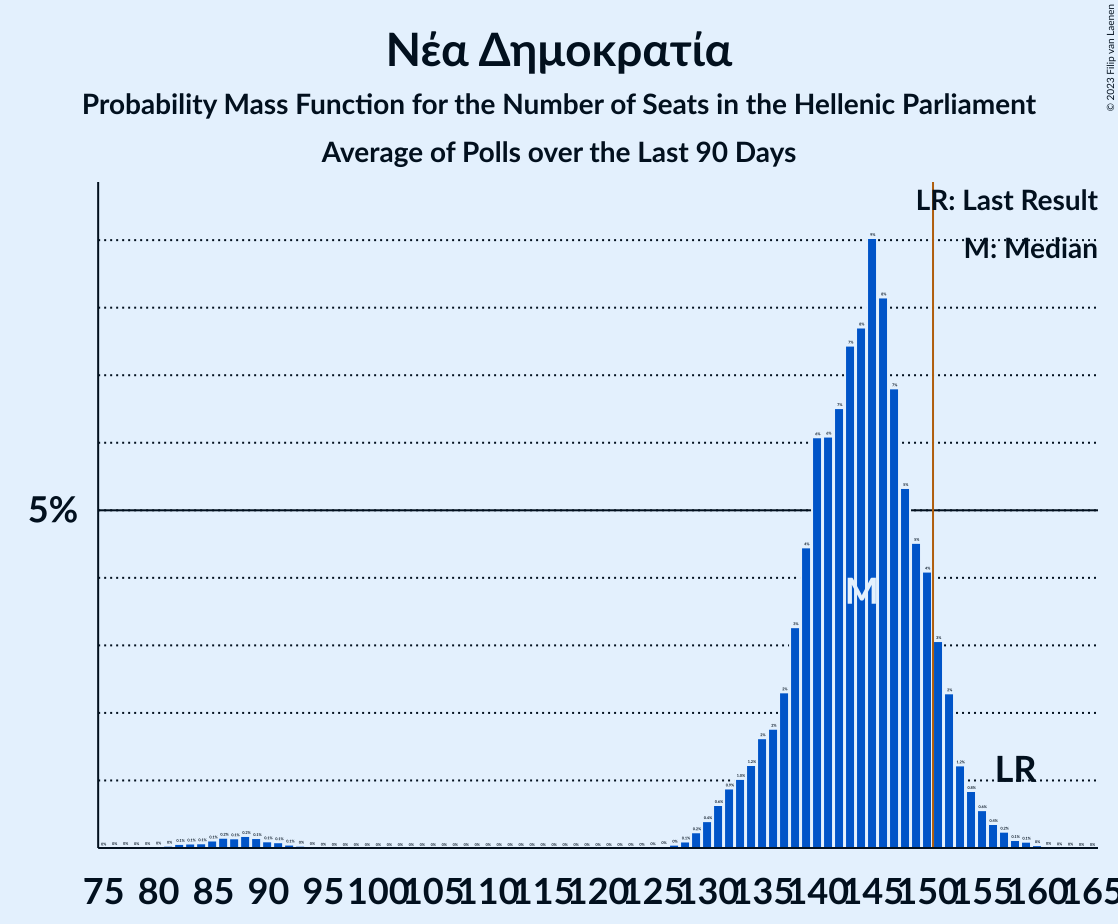 Νέα Δημοκρατία
Probability Mass Function for the Number of Seats in the Hellenic Parliament
Average of Polls over the Last 90 Days
© 2023 Filip van Laenen
LR: Last Result
M: Median
5%
M
LR
75 80 85 90 95 100 105 110 115 120 125 130 135 140 145 150 155 160 165